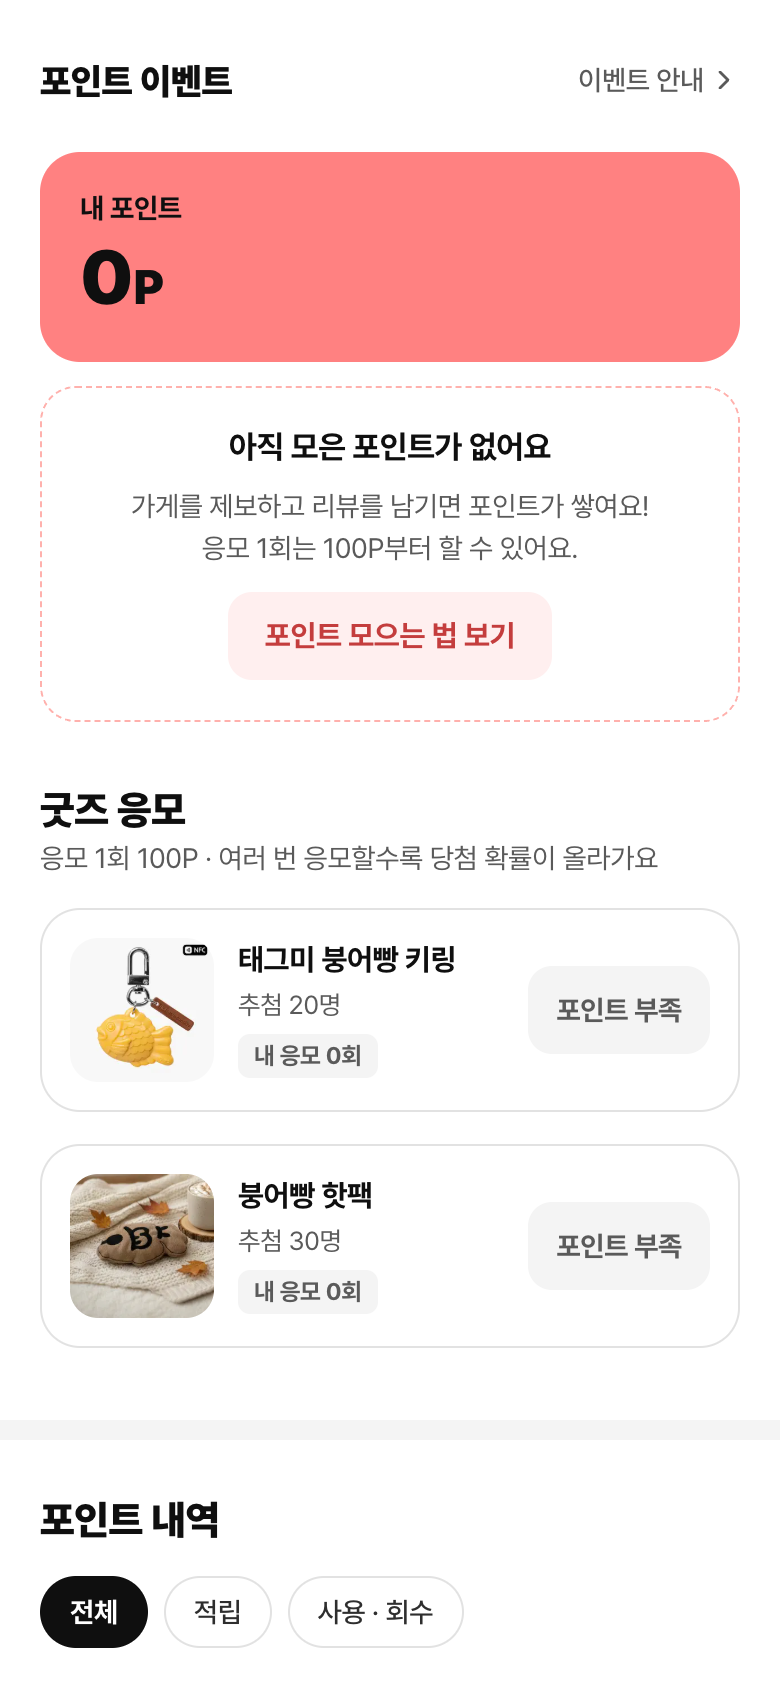 포인트 이벤트
이벤트 안내
내 포인트
0P
아직 모은 포인트가 없어요
가게를 제보하고 리뷰를 남기면 포인트가 쌓여요!
응모 1회는 100P부터 할 수 있어요.
포인트 모으는 법 보기
굿즈 응모
응모 1회 100P · 여러 번 응모할수록 당첨 확률이 올라가요
NFC
태그미 붕어빵 키링
추첨 20명
내 응모 0회
포인트 부족
붕어빵 핫팩
추첨 30명
내 응모 0회
포인트 부족
포인트 내역
전체
적립
사용 · 회수